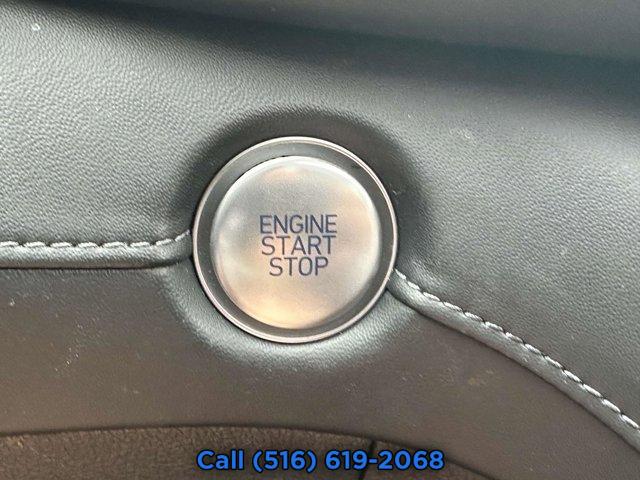 ENGINE
START
STOP
Call (516) 619-2068